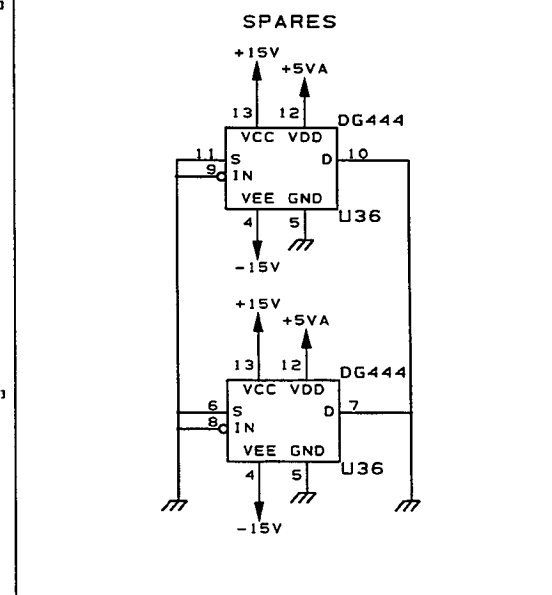 SPARES
+15V
+5VA
13 12 DG444
VCC VDD
11 S D 10
9 IN
VEE GND
4 5 U36
-15V
+15V
+5VA
13 12 DG444
VCC VDD
6 S D 7
8 IN
VEE GND
4 5 U36
-15V